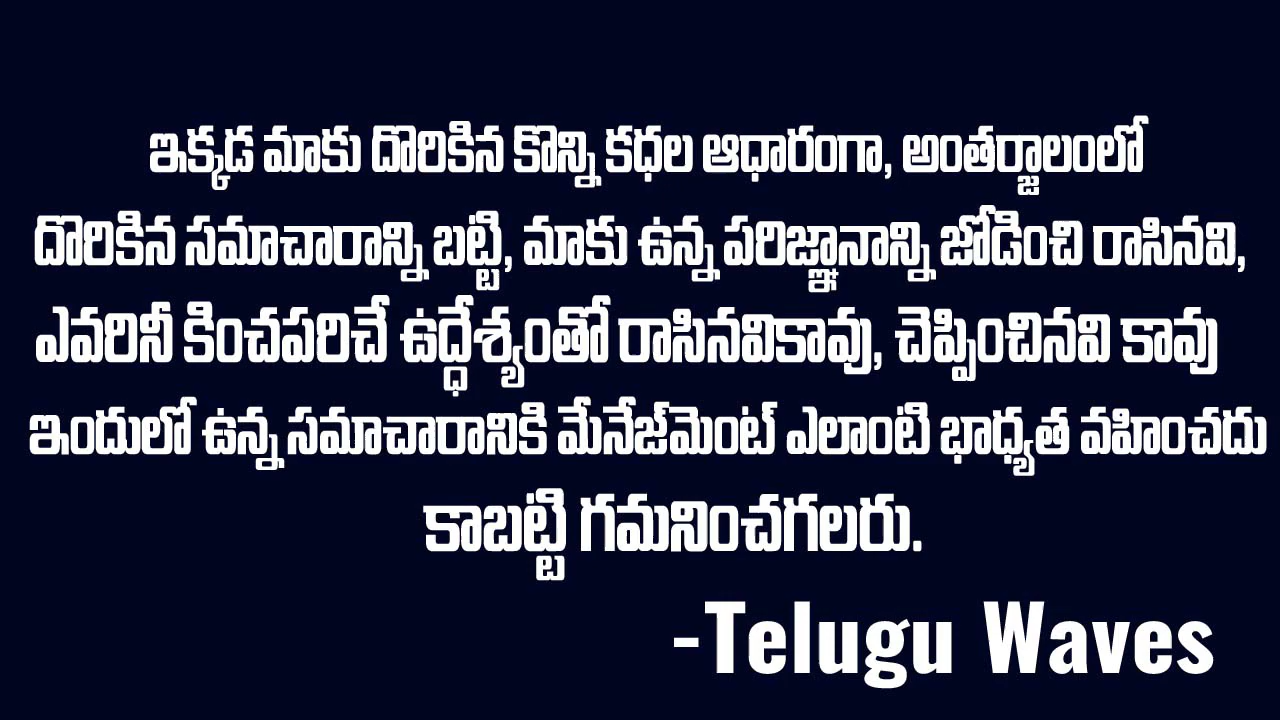 ఇక్కడ మాకు దొరికిన కొన్ని కధల ఆధారంగా, అంతర్జాలంలో
దొరికిన సమాచారాన్ని బట్టి, మాకు ఉన్న పరిజ్ఞానాన్ని జోడించి రాసినవి,
ఎవరినీ కించపరిచే ఉద్ధేశ్యంతో రాసినవికావు, చెప్పించినవి కావు
ఇందులో ఉన్న సమాచారానికి మేనేజ్‌మెంట్ ఎలాంటి భాధ్యత వహించదు
కాబట్టి గమనించగలరు.
-Telugu Waves